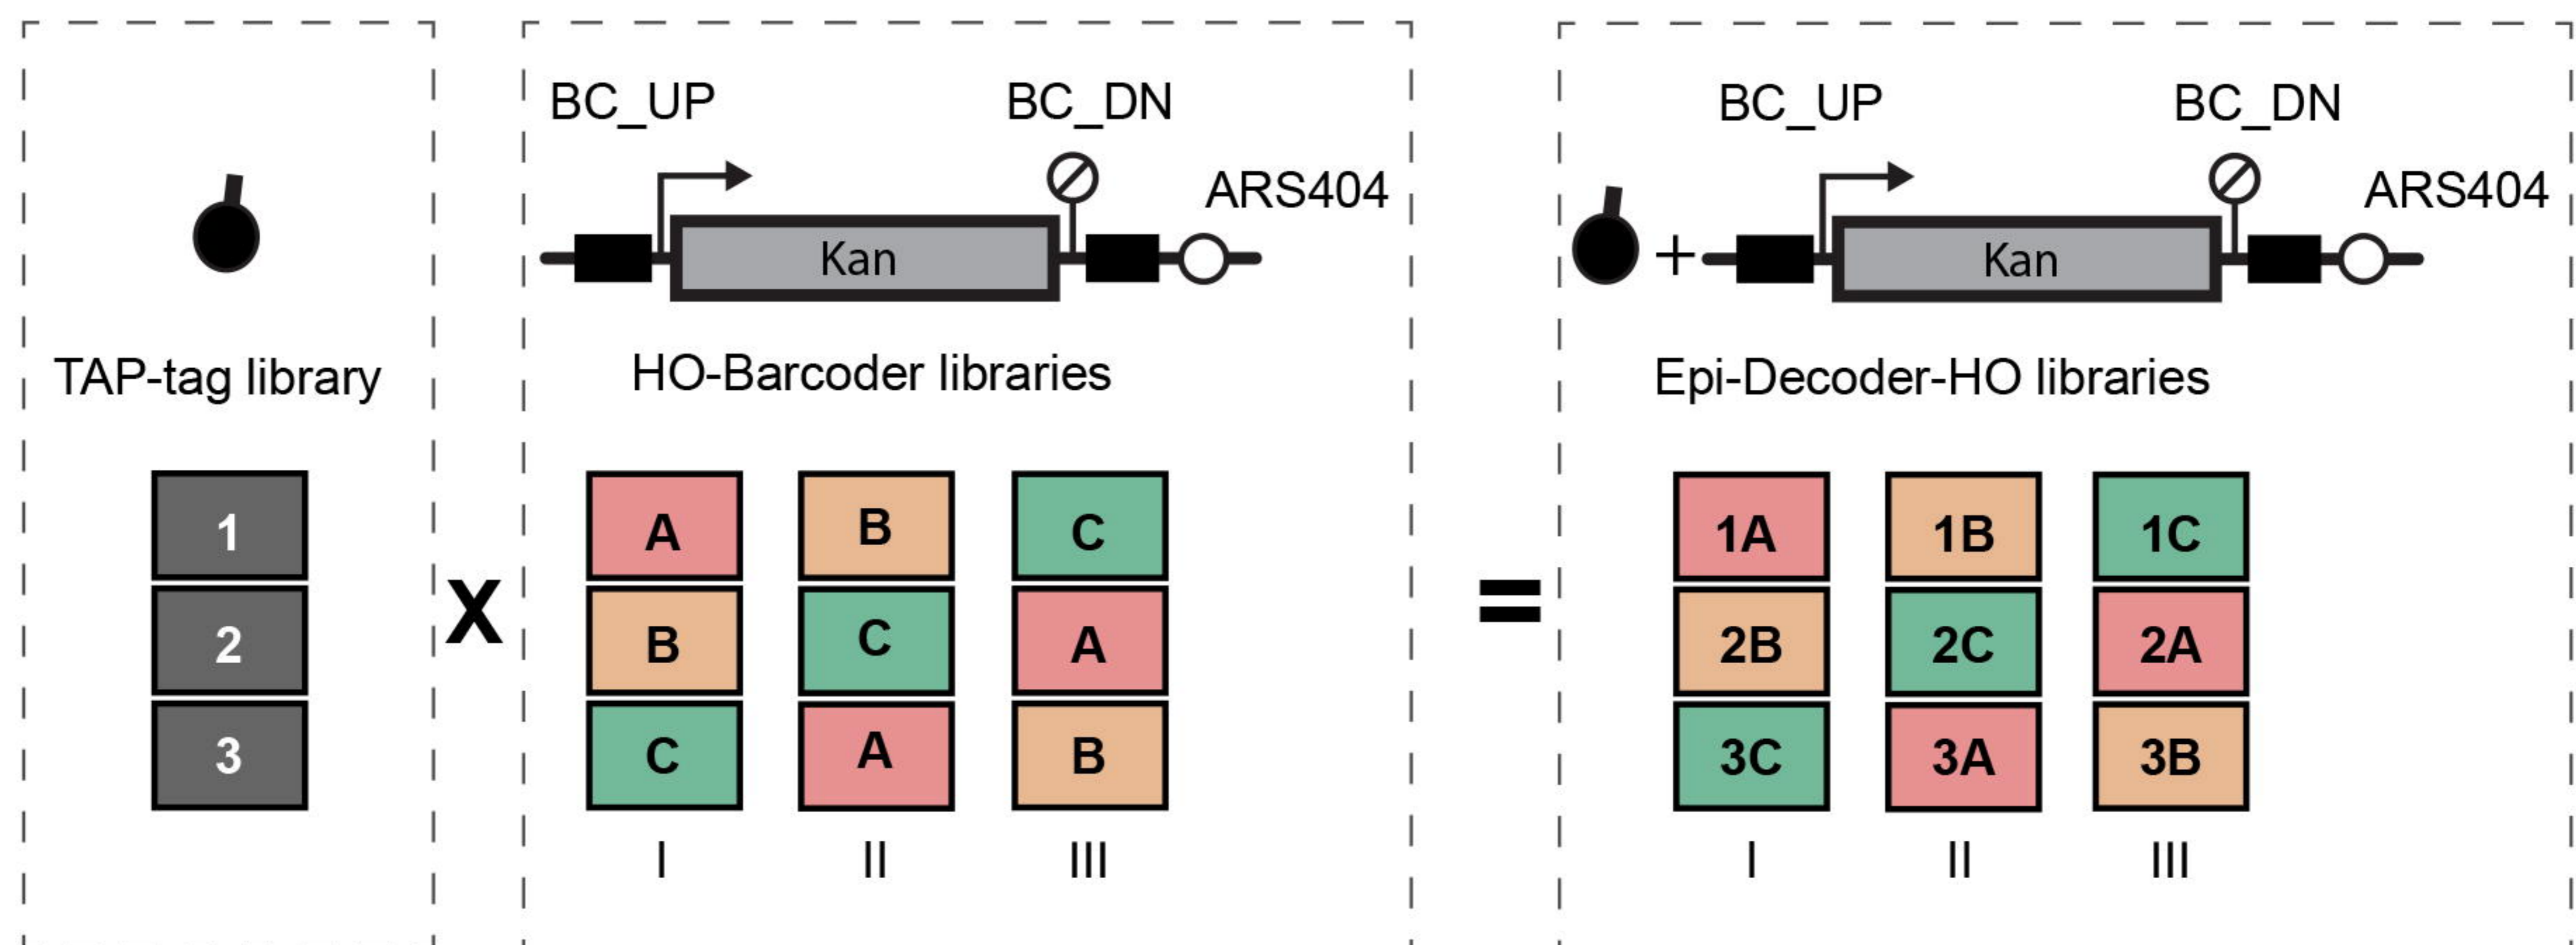 BC_UP BC_DN BC_UP BC_DN
ARS404 ARS404
Kan + Kan
TAP-tag library HO-Barcoder libraries Epi-Decoder-HO libraries
1 A B C 1A 1B 1C
X =
2 B C A 2B 2C 2A
3 C A B 3C 3A 3B
I II III I II III